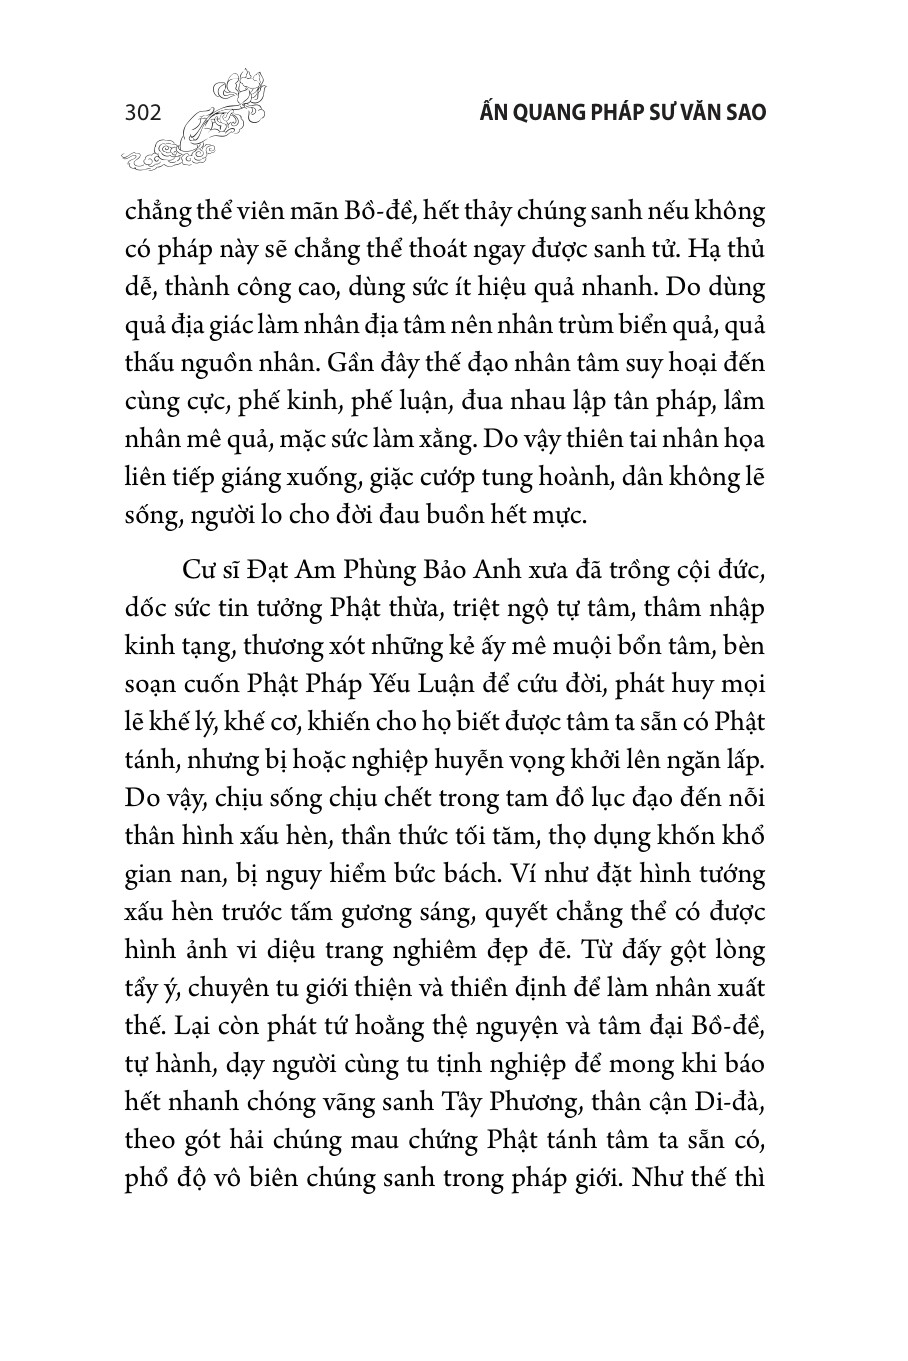 302
ẤN QUANG PHÁP SƯ VĂN SAO
chẳng thể viên mãn Bồ-đề, hết thảy chúng sanh nếu không
có pháp này sẽ chẳng thể thoát ngay được sanh tử. Hạ thủ
dễ, thành công cao, dùng sức ít hiệu quả nhanh. Do dùng
quả địa giác làm nhân địa tâm nên nhân trùm biển quả, quả
thấu nguồn nhân. Gần đây thế đạo nhân tâm suy hoại đến
cùng cực, phế kinh, phế luận, đua nhau lập tân pháp, lầm
nhân mê quả, mặc sức làm xằng. Do vậy thiên tai nhân họa
liên tiếp giáng xuống, giặc cướp tung hoành, dân không lẽ
sống, người lo cho đời đau buồn hết mực.
Cư sĩ Đạt Am Phùng Bảo Anh xưa đã trồng cội đức,
dốc sức tin tưởng Phật thừa, triệt ngộ tự tâm, thâm nhập
kinh tạng, thương xót những kẻ ấy mê muội bổn tâm, bèn
soạn cuốn Phật Pháp Yếu Luận để cứu đời, phát huy mọi
lẽ khế lý, khế cơ, khiến cho họ biết được tâm ta sẵn có Phật
tánh, nhưng bị hoặc nghiệp huyễn vọng khởi lên ngăn lấp.
Do vậy, chịu sống chịu chết trong tam đồ lục đạo đến nỗi
thân hình xấu hèn, thần thức tối tăm, thọ dụng khốn khổ
gian nan, bị nguy hiểm bức bách. Ví như đặt hình tướng
xấu hèn trước tấm gương sáng, quyết chẳng thể có được
hình ảnh vi diệu trang nghiêm đẹp đẽ. Từ đấy gột lòng
tẩy ý, chuyên tu giới thiện và thiền định để làm nhân xuất
thế. Lại còn phát tứ hoằng thệ nguyện và tâm đại Bồ-đề,
tự hành, dạy người cùng tu tịnh nghiệp để mong khi báo
hết nhanh chóng vãng sanh Tây Phương, thân cận Di-đà,
theo gót hải chúng mau chứng Phật tánh tâm ta sẵn có,
phổ độ vô biên chúng sanh trong pháp giới. Như thế thì